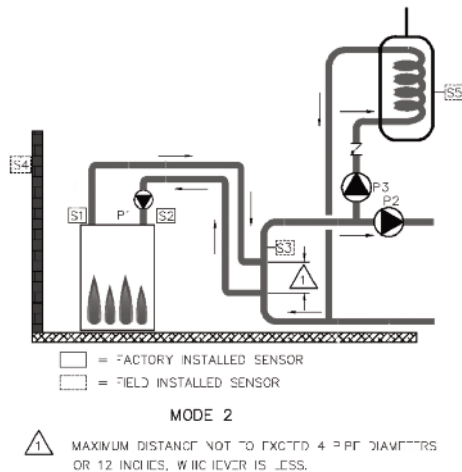 S5
S4
S1
P1
S2
P3
P2
S3
1
= FACTORY INSTALLED SENSOR
= FIELD INSTALLED SENSOR
MODE 2
1
MAXIMUM DISTANCE NOT TO EXCEED 4 PIPE DIAMETERS
OR 12 INCHES, WHICHEVER IS LESS.